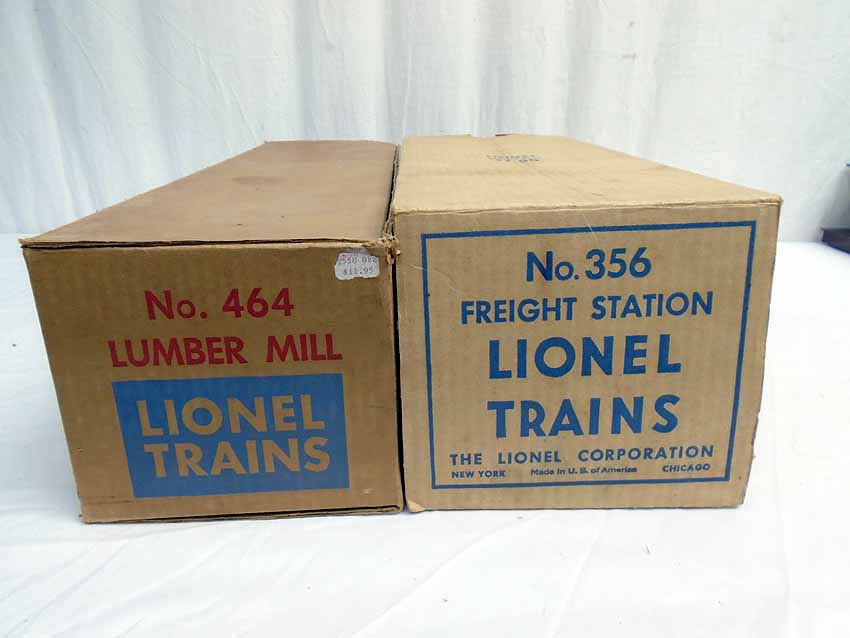 No. 464
LUMBER MILL
LIONEL
TRAINS
$11.95
No. 356
FREIGHT STATION
LIONEL
TRAINS
THE LIONEL CORPORATION
NEW YORK Made in U. S. of America CHICAGO